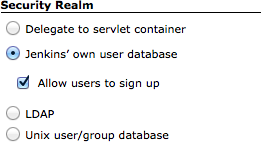 Security Realm
Delegate to servlet container
Jenkins' own user database
Allow users to sign up
LDAP
Unix user/group database